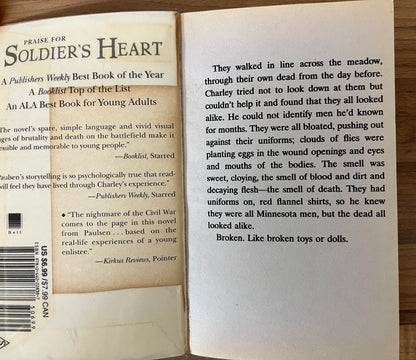 PRAISE FOR
SOLDIER'S HEART
A Publishers Weekly Best Book of the Year
A Booklist Top of the List
An ALA Best Book for Young Adults
The novel's spare, simple language and vivid visual
ages of brutality and death on the battlefield make it
essible and memorable to young people."
—Booklist, Starred
Paulsen's storytelling is so psychologically true that read-
will feel they have lived through Charley's experience."
—Publishers Weekly, Starred
◆ "The nightmare of the Civil War
comes to the page in this
novel from Paulsen . . . based on the
real-life experiences of a young
enlistee."
—Kirkus Reviews, Pointer
Dell
US $6.99/$7.99 CAN
50699
They walked in line across the meadow,
through their own dead from the day before.
Charley tried not to look down at them but
couldn't help it and found that they all looked
alike. He could not identify men he'd known
for months. They were all bloated, pushing out
against their uniforms; clouds of flies were
planting eggs in the wound openings and eyes
and mouths of the bodies. The smell was
sweet, cloying, the smell of blood and dirt and
decaying flesh—the smell of death. They had
uniforms on, red flannel shirts, so he knew
they were all Minnesota men, but the dead all
looked alike.
Broken. Like broken toys or dolls.